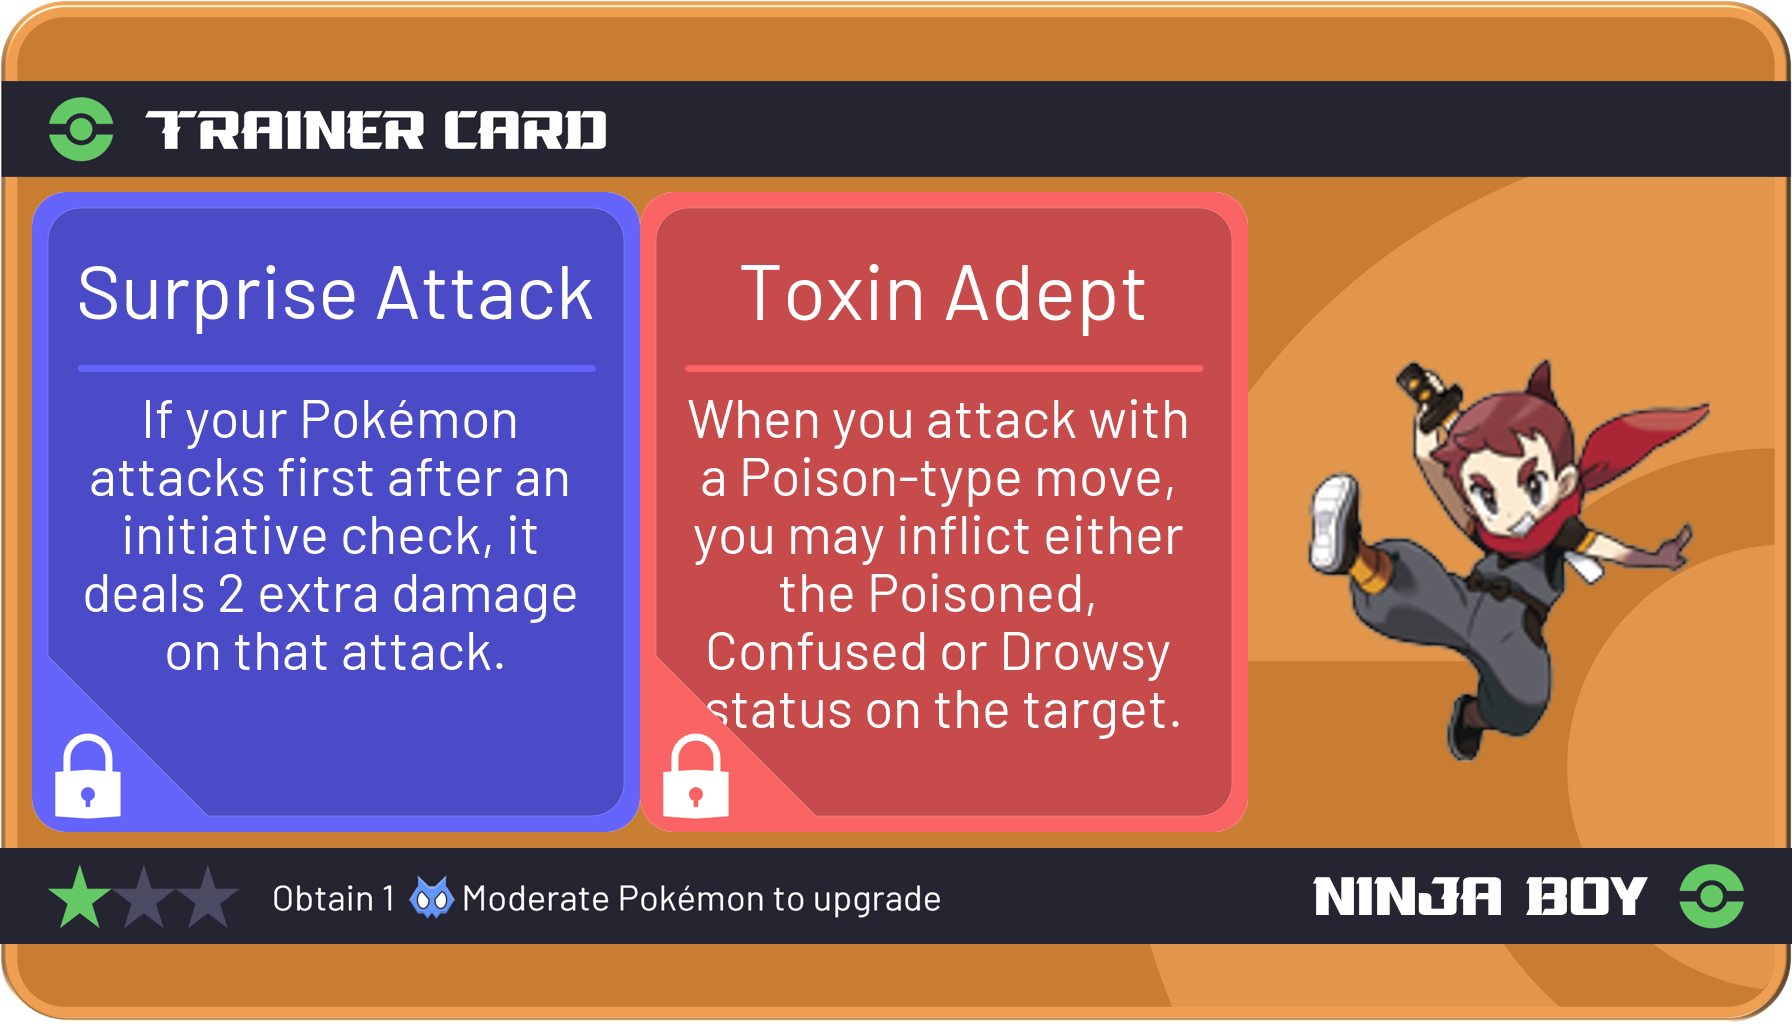 TRAINER CARD
Surprise Attack
If your Pokémon
attacks first after an
initiative check, it
deals 2 extra damage
on that attack.
Toxin Adept
When you attack with
a Poison-type move,
you may inflict either
the Poisoned,
Confused or Drowsy
status on the target.
Obtain 1 Moderate Pokémon to upgrade
NINJA BOY